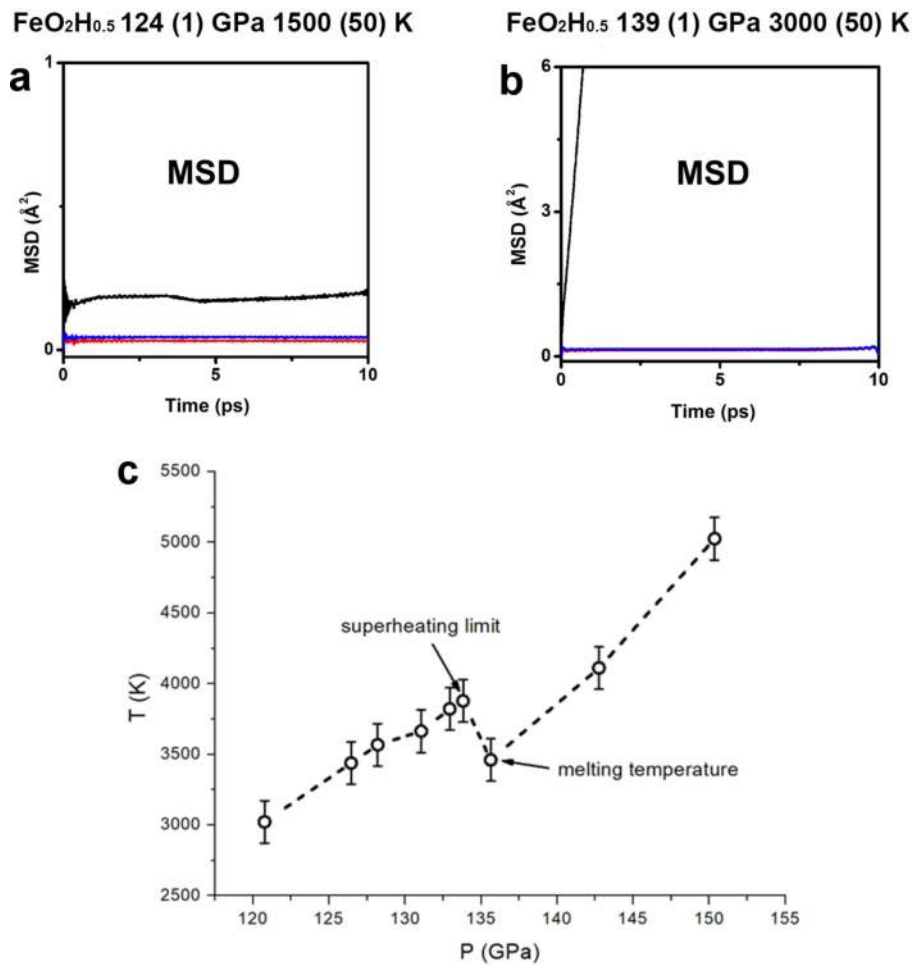 FeO₂H₀.₅ 124 (1) GPa 1500 (50) K
FeO₂H₀.₅ 139 (1) GPa 3000 (50) K
a
1
MSD
MSD (Å²)
0
0
5
10
Time (ps)
b
6
MSD
3
MSD (Å²)
0
0
5
10
Time (ps)
c
5500
5000
4500
4000
3500
3000
2500
T (K)
superheating limit
melting temperature
120
125
130
135
140
145
150
155
P (GPa)